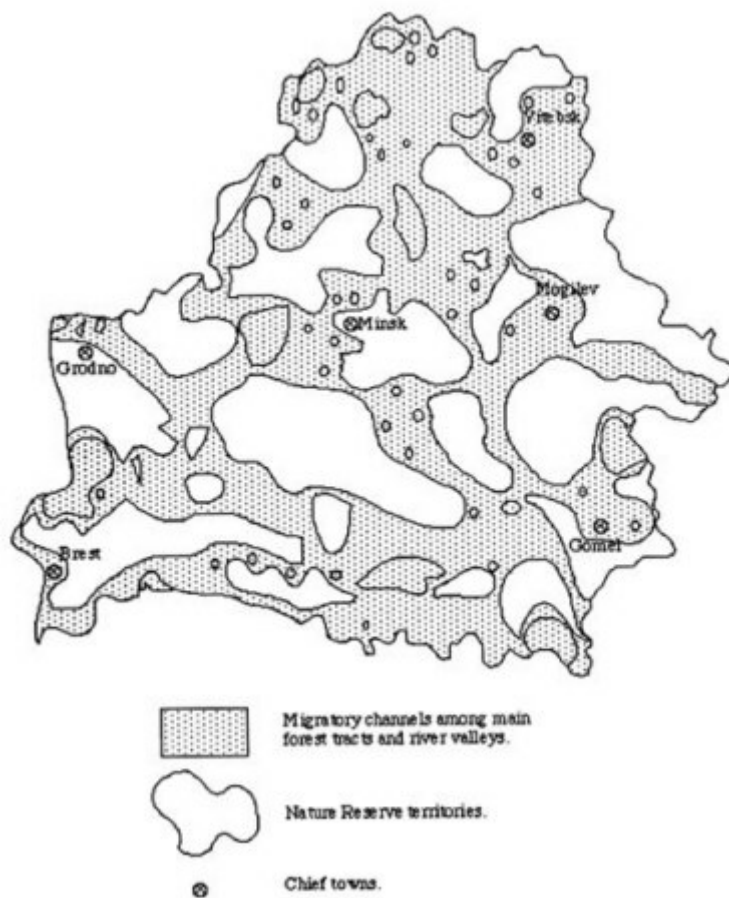 Vitebsk
Mogilev
Minsk
Grodno
Gomel
Brest
Migratory channels among main
forest tracts and river valleys.
Nature Reserve territories.
Chief towns.